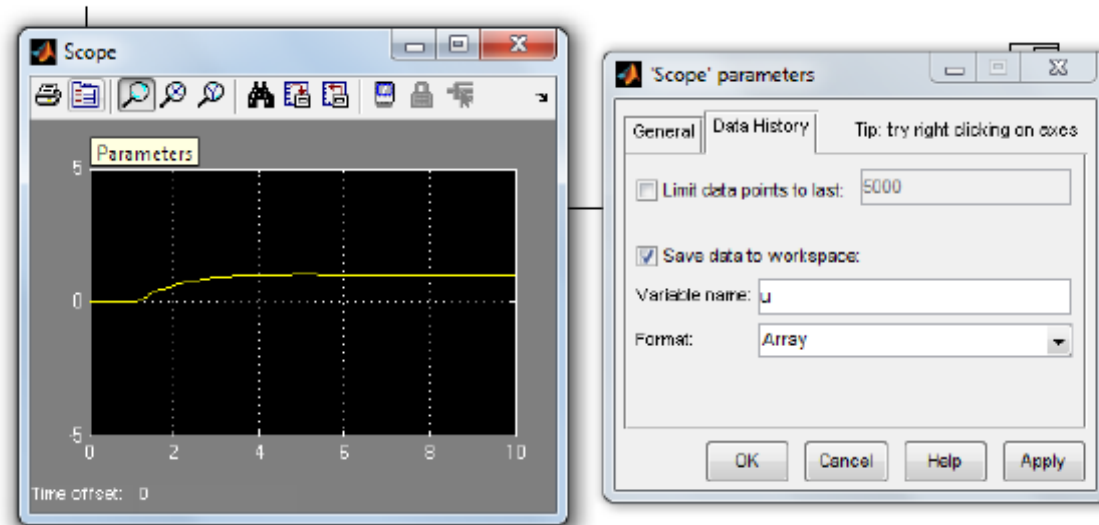 Scope
Parameters
5
0
-5
0 2 4 6 8 10
Time offset: 0
'Scope' parameters
General Data History Tip: try right clicking on axes
Limit data points to last: 5000
Save data to workspace:
Variable name: u
Format: Array
OK Cancel Help Apply